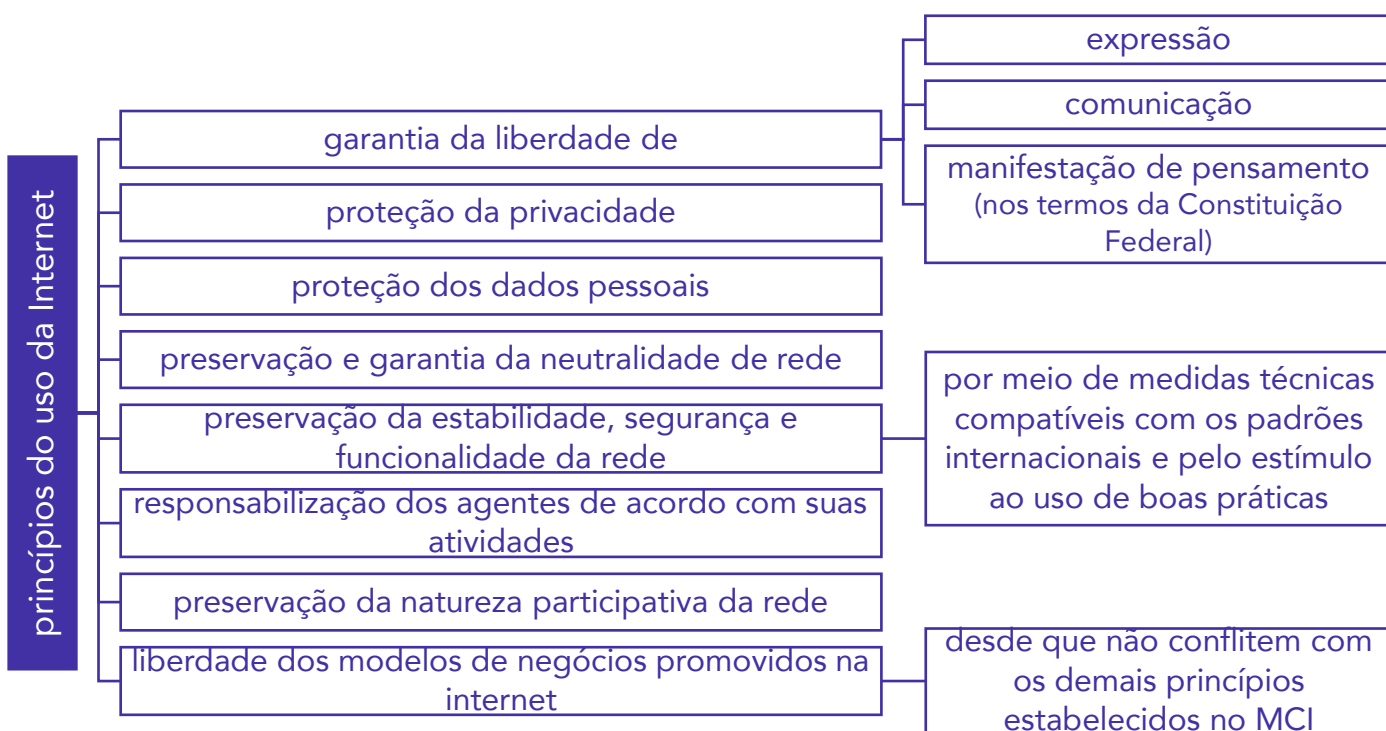 princípios do uso da Internet
garantia da liberdade de
expressão
comunicação
manifestação de pensamento
(nos termos da Constituição
Federal)
proteção da privacidade
proteção dos dados pessoais
preservação e garantia da neutralidade de rede
preservação da estabilidade, segurança e
funcionalidade da rede
por meio de medidas técnicas
compatíveis com os padrões
internacionais e pelo estímulo
ao uso de boas práticas
responsabilização dos agentes de acordo com suas
atividades
preservação da natureza participativa da rede
liberdade dos modelos de negócios promovidos na
internet
desde que não conflitem com
os demais princípios
estabelecidos no MCI